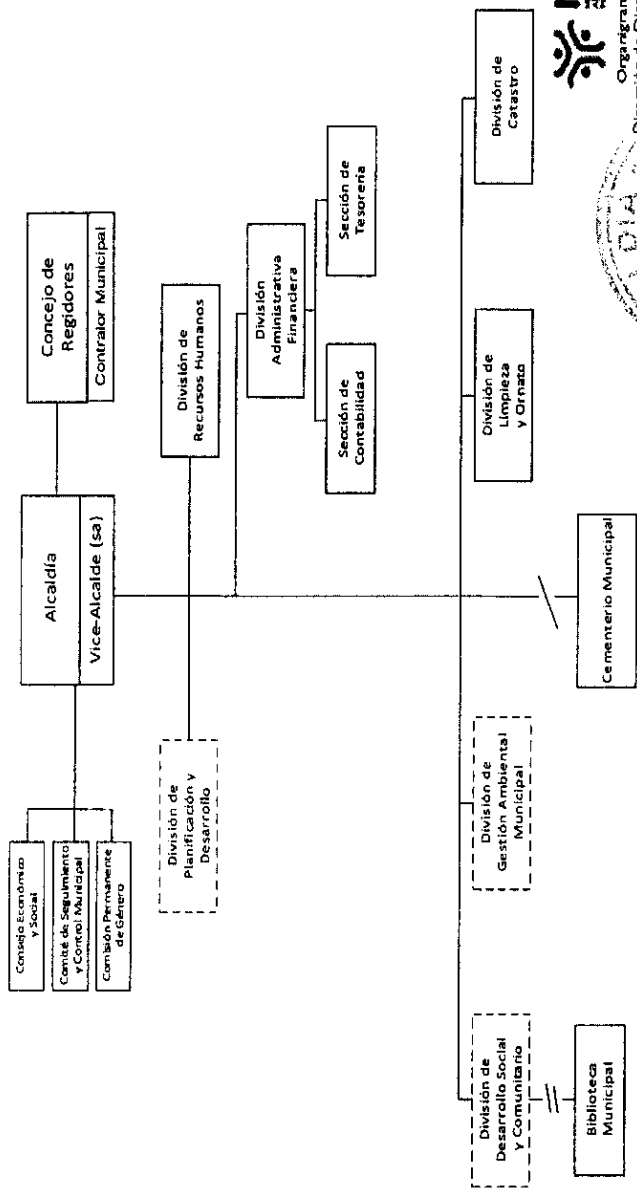 Alcaldía
Vice-Alcalde (sa)
Concejo de
Regidores
Contralor Municipal
Consejo Económico
y Social
Comité de Seguimiento
y Control Municipal
Comisión Permanente
de Género
División de
Planificación y
Desarrollo
División de
Recursos Humanos
División
Administrativa
Financiera
Sección de
Contabilidad
Sección de
Tesorería
División de
Desarrollo Social
y Comunitario
División de
Gestión Ambiental
Municipal
División de
Limpieza
y Ornato
División de
Catastro
Biblioteca
Municipal
Cementerio Municipal